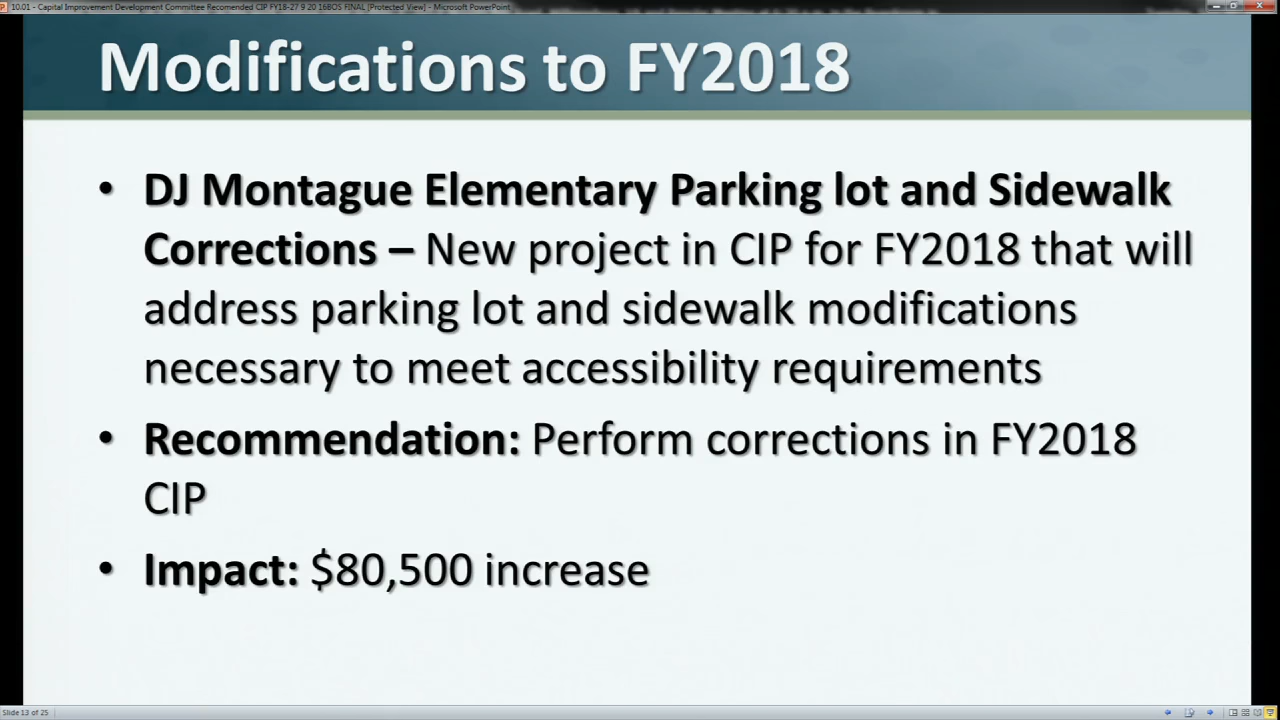 10.01 - Capital Improvement Development Committee Recomended CIP FY18-27 9 20 16BOS FINAL [Protected View] - Microsoft PowerPoint
Modifications to FY2018
• DJ Montague Elementary Parking lot and Sidewalk
Corrections – New project in CIP for FY2018 that will
address parking lot and sidewalk modifications
necessary to meet accessibility requirements
• Recommendation: Perform corrections in FY2018
CIP
• Impact: $80,500 increase
Slide 13 of 25